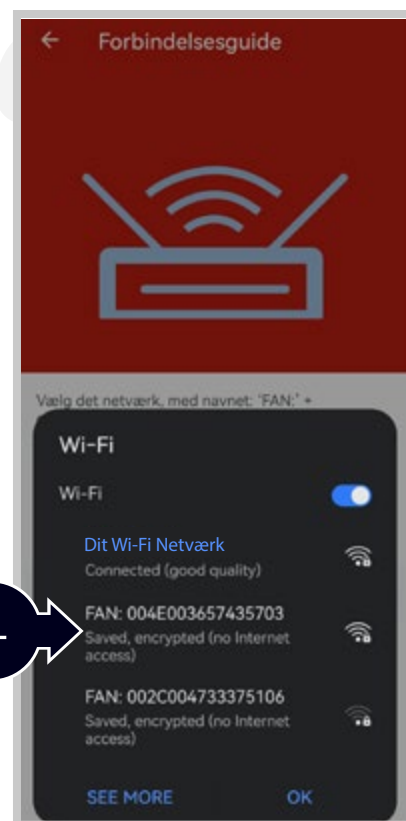 Forbindelsesguide
Vælg det netværk, med navnet: "FAN:" +
Wi-Fi
Wi-Fi
Dit Wi-Fi Netværk
Connected (good quality)
FAN: 004E003657435703
Saved, encrypted (no Internet
access)
FAN: 002C004733375106
Saved, encrypted (no Internet
access)
SEE MORE OK